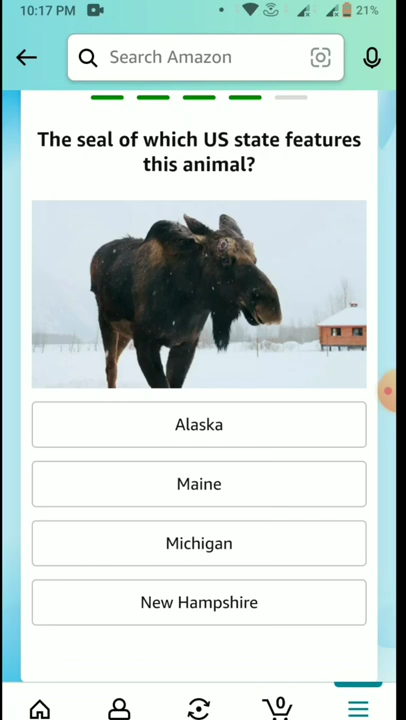 10:17 PM
21%
Search Amazon
The seal of which US state features
this animal?
Alaska
Maine
Michigan
New Hampshire
0